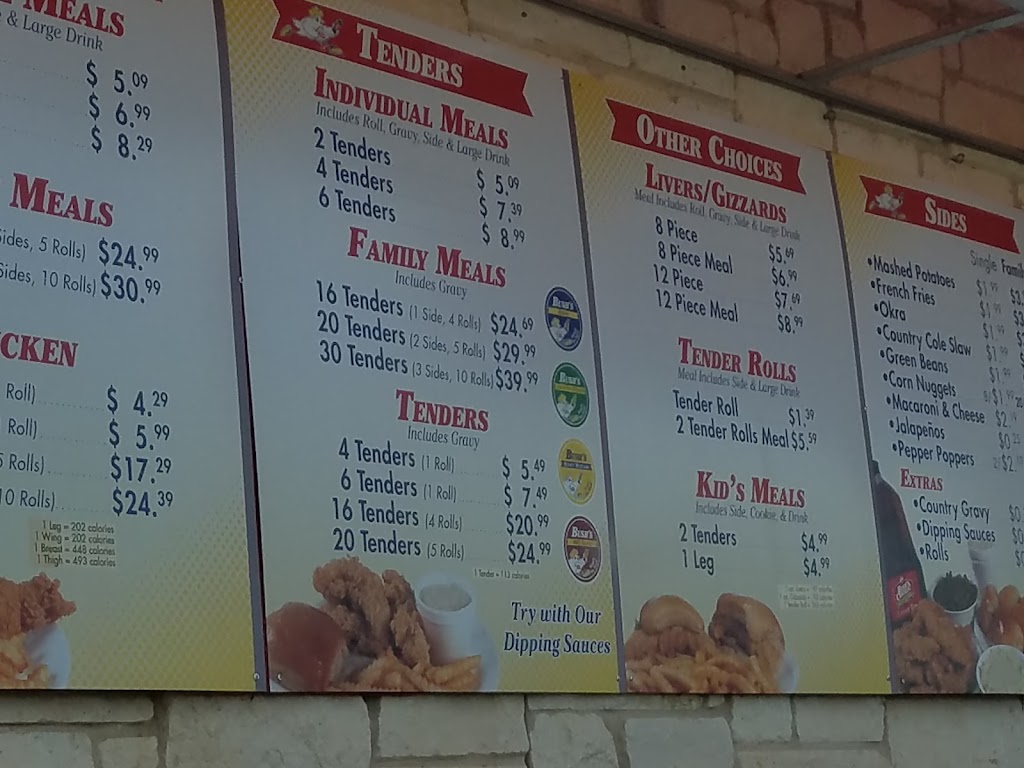 MEALS
& Large Drink
$ 5.09
$ 6.99
$ 8.29
MEALS
Sides, 5 Rolls) $24.99
Sides, 10 Rolls) $30.99
CKEN
Roll) $ 4.29
Roll) $ 5.99
5 Rolls) $17.29
10 Rolls) $24.39
1 Leg = 202 calories
1 Wing = 202 calories
1 Breast = 448 calories
1 Thigh = 493 calories
TENDERS
INDIVIDUAL MEALS
Includes Roll, Gravy, Side & Large Drink
2 Tenders $ 5.09
4 Tenders $ 7.39
6 Tenders $ 8.99
FAMILY MEALS
Includes Gravy
16 Tenders (1 Side, 4 Rolls) $24.69
20 Tenders (2 Sides, 5 Rolls) $29.99
30 Tenders (3 Sides, 10 Rolls) $39.99
TENDERS
Includes Gravy
4 Tenders (1 Roll) $ 5.49
6 Tenders (1 Roll) $ 7.49
16 Tenders (4 Rolls) $20.99
20 Tenders (5 Rolls) $24.99
1 Tender = 113 calories
Try with Our
Dipping Sauces
OTHER CHOICES
LIVERS/GIZZARDS
Meal Includes Roll, Gravy, Side & Large Drink
8 Piece $5.69
8 Piece Meal $6.99
12 Piece $7.69
12 Piece Meal $8.99
TENDER ROLLS
Meal Includes Side & Large Drink
Tender Roll $1.39
2 Tender Rolls Meal $5.59
KID'S MEALS
Includes Side, Cookie, & Drink
2 Tenders $4.99
1 Leg $4.99
SIDES
Single Famil
•Mashed Potatoes $1.99 $3.
•French Fries $1.99
•Okra $1.99
•Country Cole Slaw $1.99
•Green Beans $1.99
•Corn Nuggets $1.99
•Macaroni & Cheese $2.
•Jalapeños $0.25
•Pepper Poppers $2.
EXTRAS
•Country Gravy $0
•Dipping Sauces $0
•Rolls